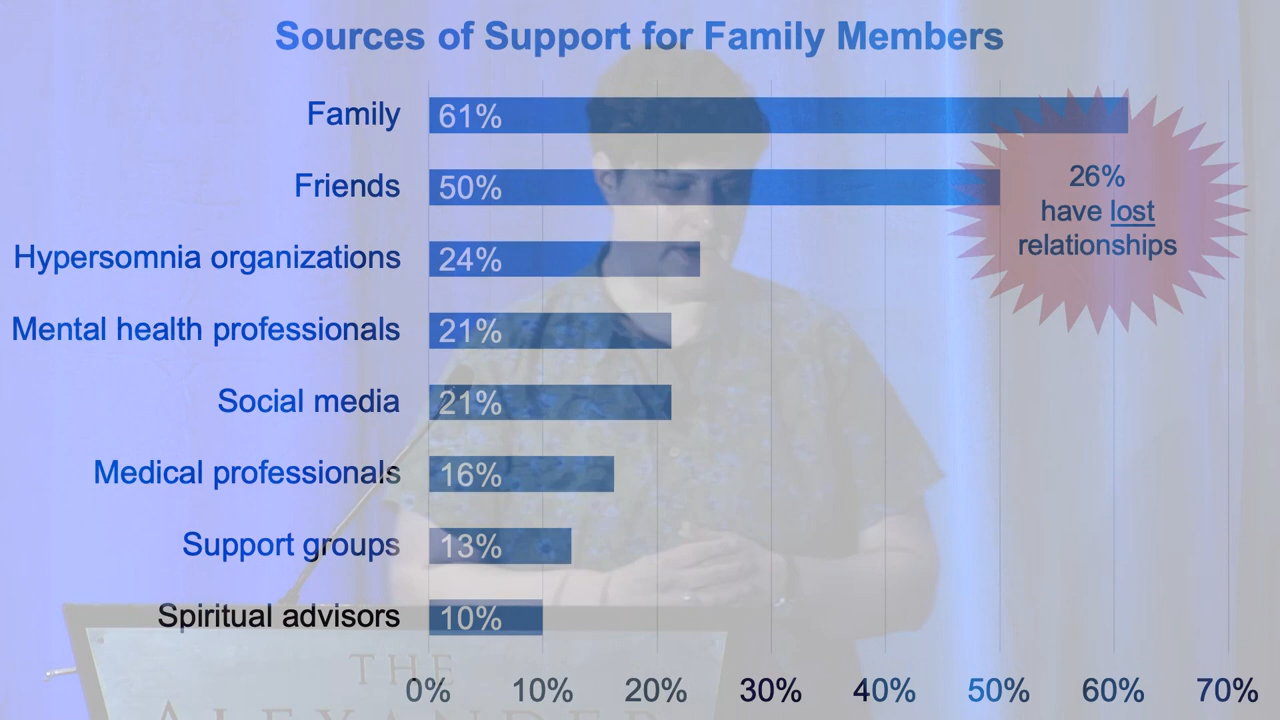 Sources of Support for Family Members
Family 61%
Friends 50%
Hypersomnia organizations 24%
Mental health professionals 21%
Social media 21%
Medical professionals 16%
Support groups 13%
Spiritual advisors 10%
0% 10% 20% 30% 40% 50% 60% 70%
26%
have lost
relationships
THE
ALEXANDER